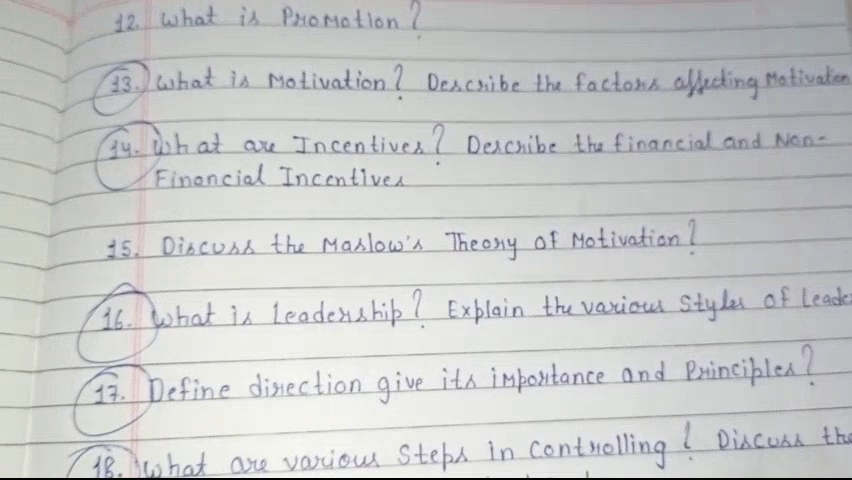 12. What is Promotion?
13. What is Motivation? Describe the factors affecting Motivation
14. What are Incentives? Describe the financial and Non-
Financial Incentives
15. Discuss the Maslow's Theory of Motivation?
16. What is Leadership? Explain the various Styles of Leade
17. Define direction give its importance and Principles?
18. What are various Steps in Controlling? Discuss the